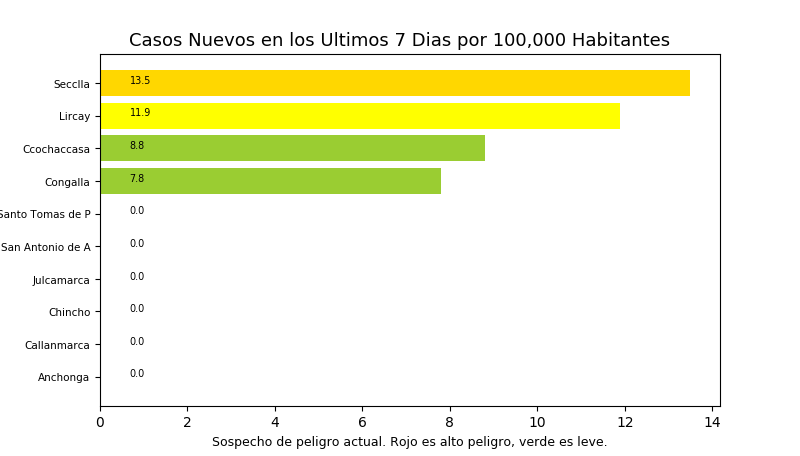 Casos Nuevos en los Ultimos 7 Dias por 100,000 Habitantes
Secclla 13.5
Lircay 11.9
Ccochaccasa 8.8
Congalla 7.8
Santo Tomas de P 0.0
San Antonio de A 0.0
Julcamarca 0.0
Chincho 0.0
Callanmarca 0.0
Anchonga 0.0
0 2 4 6 8 10 12 14
Sospecho de peligro actual. Rojo es alto peligro, verde es leve.